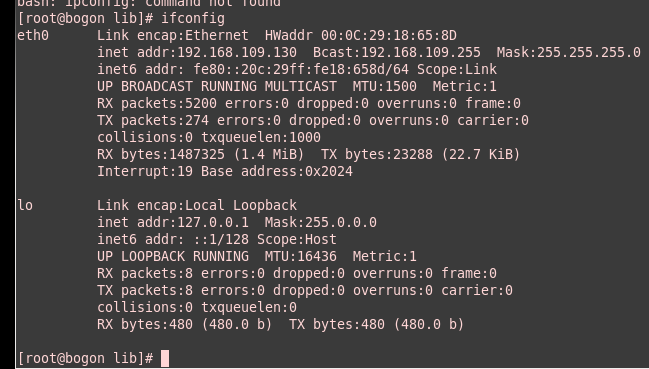 bash: ipconfig: command not found
[root@bogon lib]# ifconfig
eth0      Link encap:Ethernet  HWaddr 00:0C:29:18:65:8D
          inet addr:192.168.109.130  Bcast:192.168.109.255  Mask:255.255.255.0
          inet6 addr: fe80::20c:29ff:fe18:658d/64 Scope:Link
          UP BROADCAST RUNNING MULTICAST  MTU:1500  Metric:1
          RX packets:5200 errors:0 dropped:0 overruns:0 frame:0
          TX packets:274 errors:0 dropped:0 overruns:0 carrier:0
          collisions:0 txqueuelen:1000
          RX bytes:1487325 (1.4 MiB)  TX bytes:23288 (22.7 KiB)
          Interrupt:19 Base address:0x2024
lo        Link encap:Local Loopback
          inet addr:127.0.0.1  Mask:255.0.0.0
          inet6 addr: ::1/128 Scope:Host
          UP LOOPBACK RUNNING  MTU:16436  Metric:1
          RX packets:8 errors:0 dropped:0 overruns:0 frame:0
          TX packets:8 errors:0 dropped:0 overruns:0 carrier:0
          collisions:0 txqueuelen:0
          RX bytes:480 (480.0 b)  TX bytes:480 (480.0 b)
[root@bogon lib]#